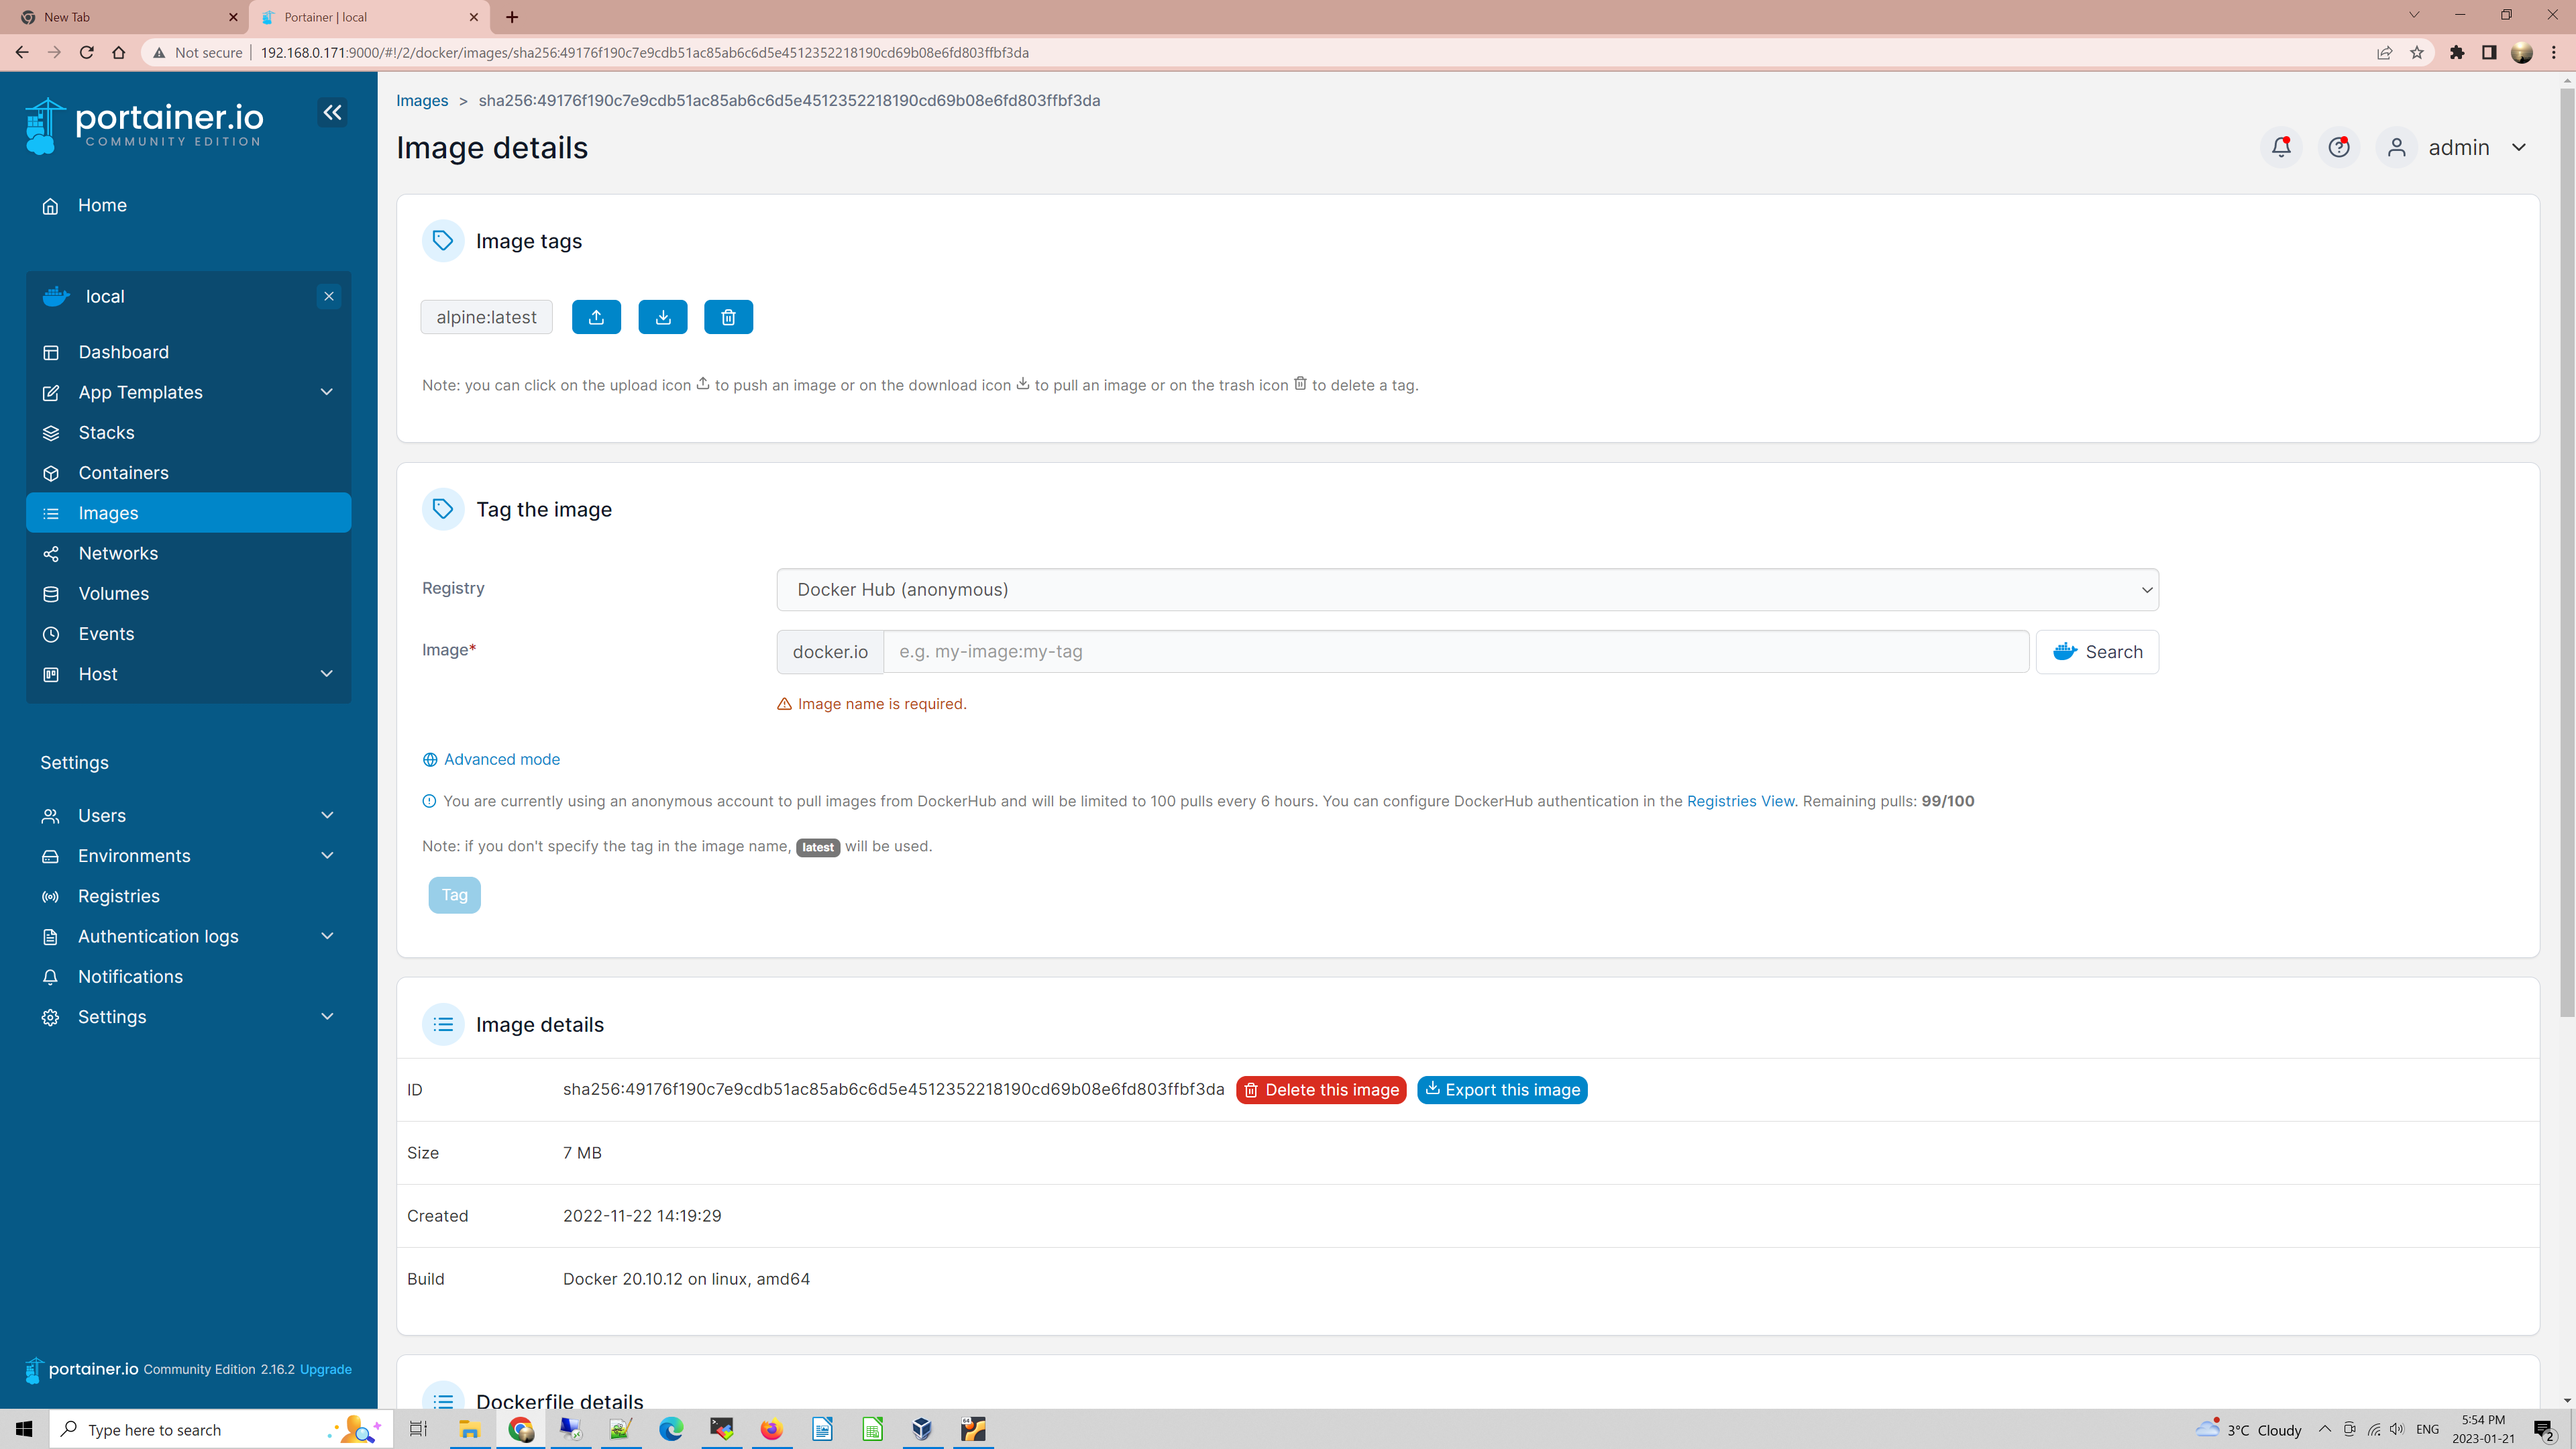 New Tab
Portainer | local
Not secure
192.168.0.171:9000/#!/2/docker/images/sha256:49176f190c7e9cdb51ac85ab6c6d5e4512352218190cd69b08e6fd803ffbf3da
portainer.io
COMMUNITY EDITION
Home
local
Dashboard
App Templates
Stacks
Containers
Images
Networks
Volumes
Events
Host
Settings
Users
Environments
Registries
Authentication logs
Notifications
Settings
portainer.io Community Edition 2.16.2 Upgrade
Images > sha256:49176f190c7e9cdb51ac85ab6c6d5e4512352218190cd69b08e6fd803ffbf3da
Image details
admin
Image tags
alpine:latest
Note: you can click on the upload icon to push an image or on the download icon to pull an image or on the trash icon to delete a tag.
Tag the image
Registry
Docker Hub (anonymous)
Image*
docker.io
e.g. my-image:my-tag
Search
Image name is required.
Advanced mode
You are currently using an anonymous account to pull images from DockerHub and will be limited to 100 pulls every 6 hours. You can configure DockerHub authentication in the Registries View. Remaining pulls: 99/100
Note: if you don't specify the tag in the image name, latest will be used.
Tag
Image details
ID
sha256:49176f190c7e9cdb51ac85ab6c6d5e4512352218190cd69b08e6fd803ffbf3da
Delete this image
Export this image
Size
7 MB
Created
2022-11-22 14:19:29
Build
Docker 20.10.12 on linux, amd64
Dockerfile details
Type here to search
3°C Cloudy
ENG
5:54 PM
2023-01-21
2